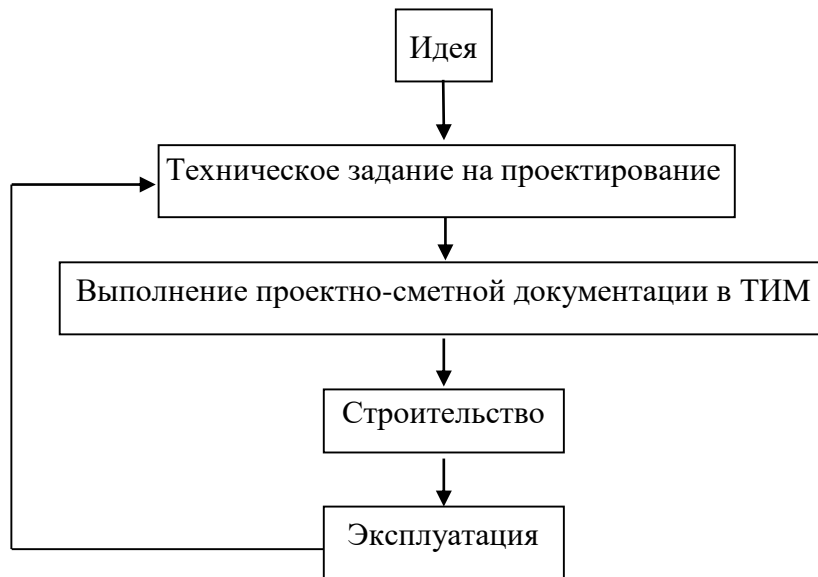 Идея
Техническое задание на проектирование
Выполнение проектно-сметной документации в ТИМ
Строительство
Эксплуатация